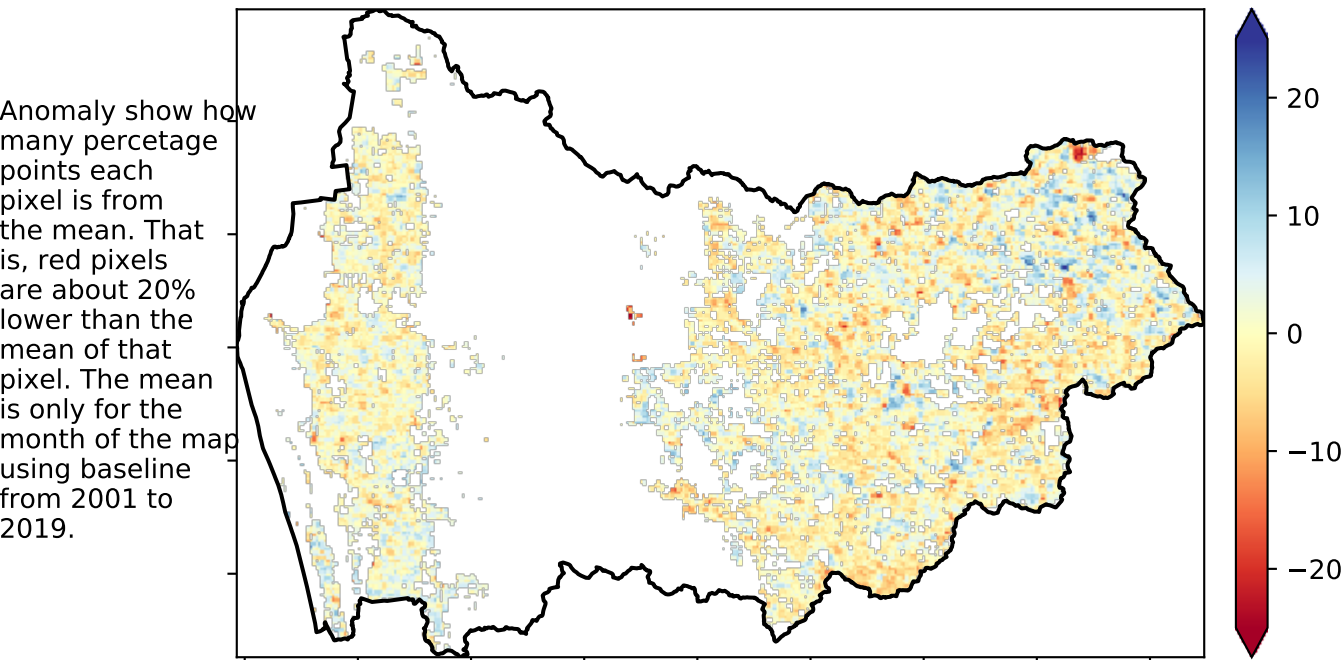 Anomaly show how
many percetage
points each
pixel is from
the mean. That
is, red pixels
are about 20%
lower than the
mean of that
pixel. The mean
is only for the
month of the map
using baseline
from 2001 to
2019.
20
10
0
−10
−20